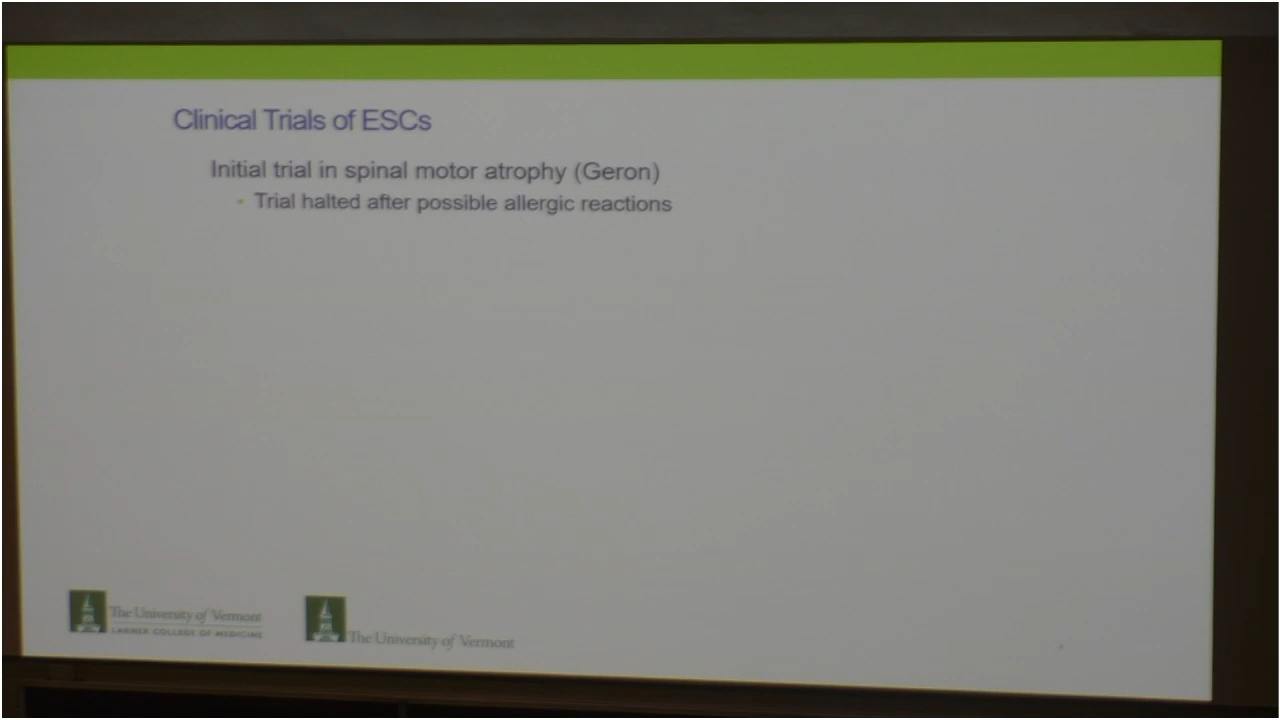 Clinical Trials of ESCs
Initial trial in spinal motor atrophy (Geron)
• Trial halted after possible allergic reactions
The University of Vermont
LARNER COLLEGE OF MEDICINE
The University of Vermont